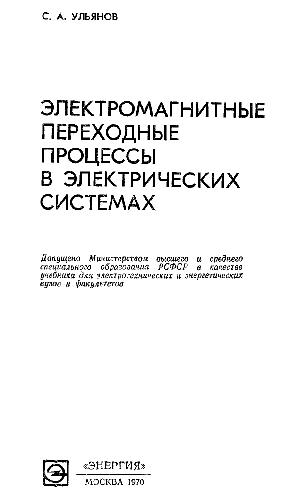 С. А. УЛЬЯНОВ
ЭЛЕКТРОМАГНИТНЫЕ
ПЕРЕХОДНЫЕ
ПРОЦЕССЫ
В ЭЛЕКТРИЧЕСКИХ
СИСТЕМАХ
Допущено Министерством высшего и среднего
специального образования РСФСР в качестве
учебника для электротехнических и энергетических
вузов и факультетов
«ЭНЕРГИЯ»
МОСКВА 1970